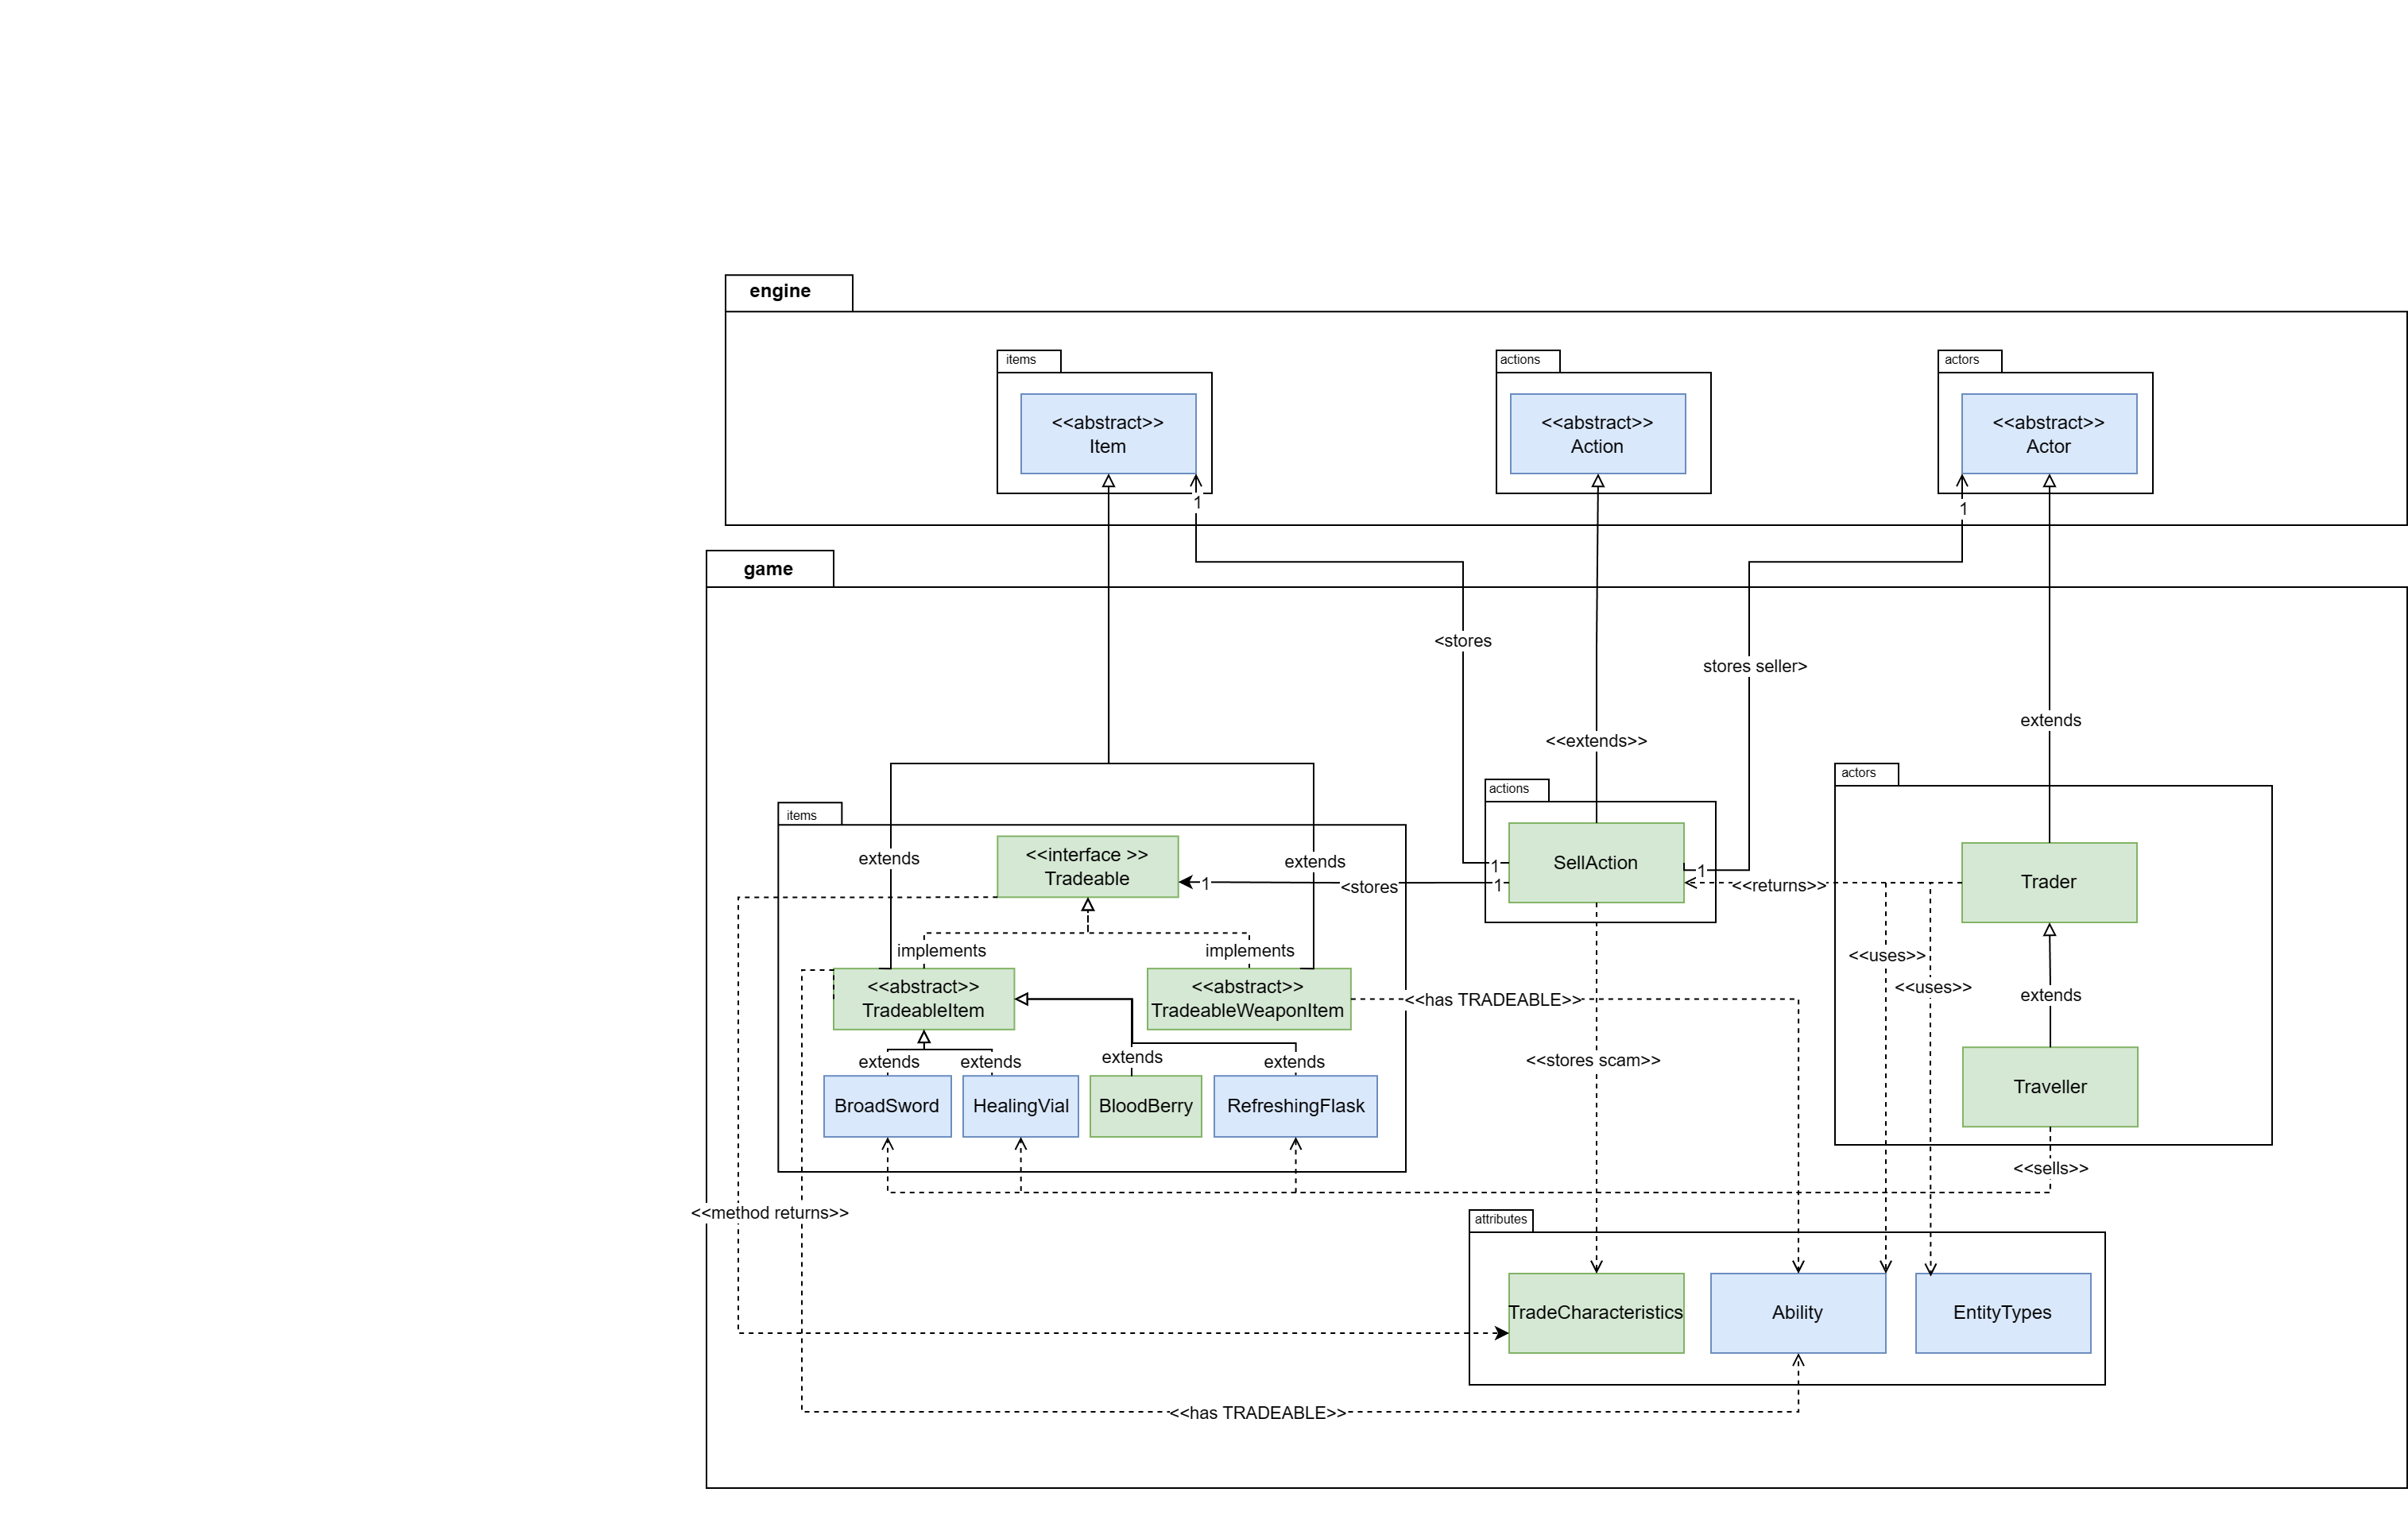 engine
items
actions
actors
<<abstract>>
Item
<<abstract>>
Action
<<abstract>>
Actor
1
1
game
<stores
stores seller>
extends
<<extends>>
actors
actions
items
extends
<<interface >>
Tradeable
extends
1
<stores
1
1
SellAction
1
<<returns>>
Trader
implements
implements
<<uses>>
<<uses>>
extends
<<abstract>>
TradeableItem
<<abstract>>
TradeableWeaponItem
<<has TRADEABLE>>
extends
extends
extends
extends
<<stores scam>>
BroadSword
HealingVial
BloodBerry
RefreshingFlask
Traveller
<<sells>>
<<method returns>>
attributes
TradeCharacteristics
Ability
EntityTypes
<<has TRADEABLE>>